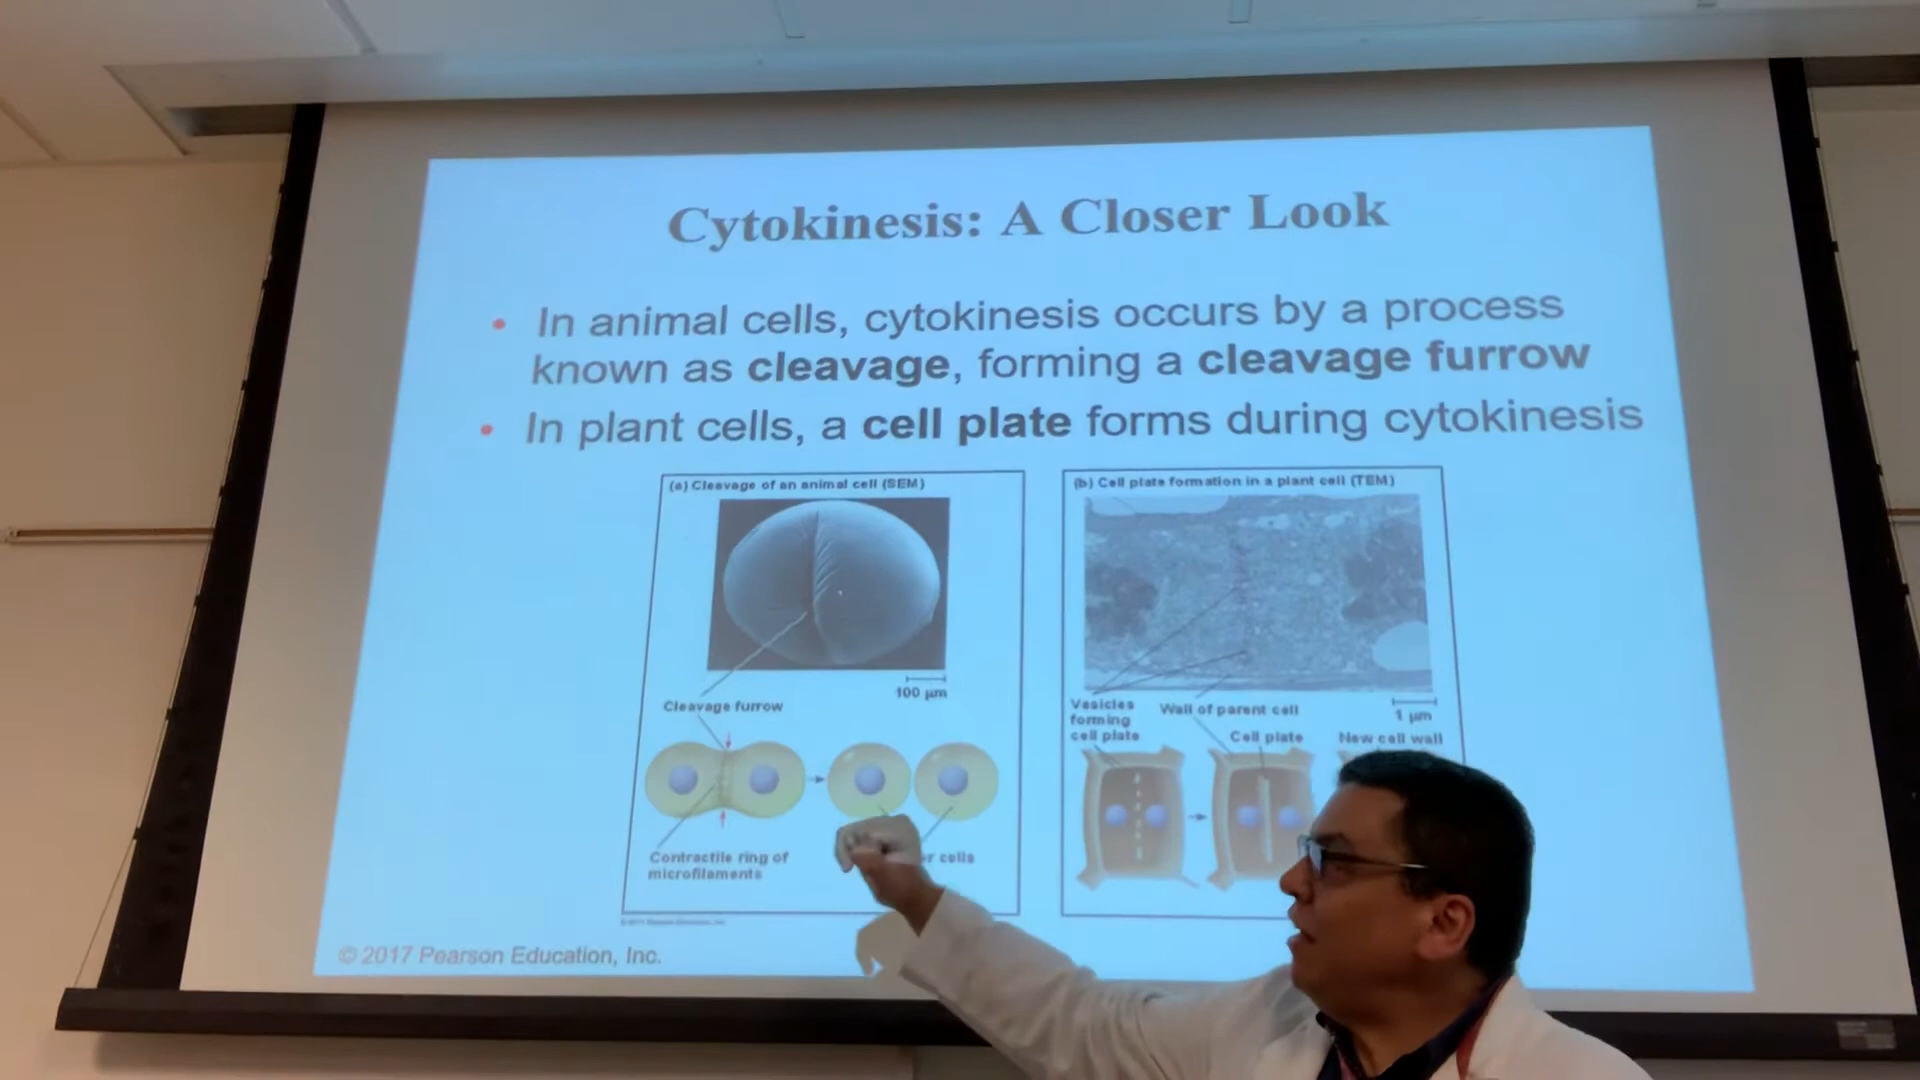 Cytokinesis: A Closer Look
• In animal cells, cytokinesis occurs by a process
known as cleavage, forming a cleavage furrow
• In plant cells, a cell plate forms during cytokinesis
(a) Cleavage of an animal cell (SEM)
100 µm
Cleavage furrow
Contractile ring of
microfilaments
r cells
(b) Cell plate formation in a plant cell (TEM)
Vesicles
forming
cell plate
Wall of parent cell
1 µm
Cell plate
New cell wall
© 2017 Pearson Education, Inc.